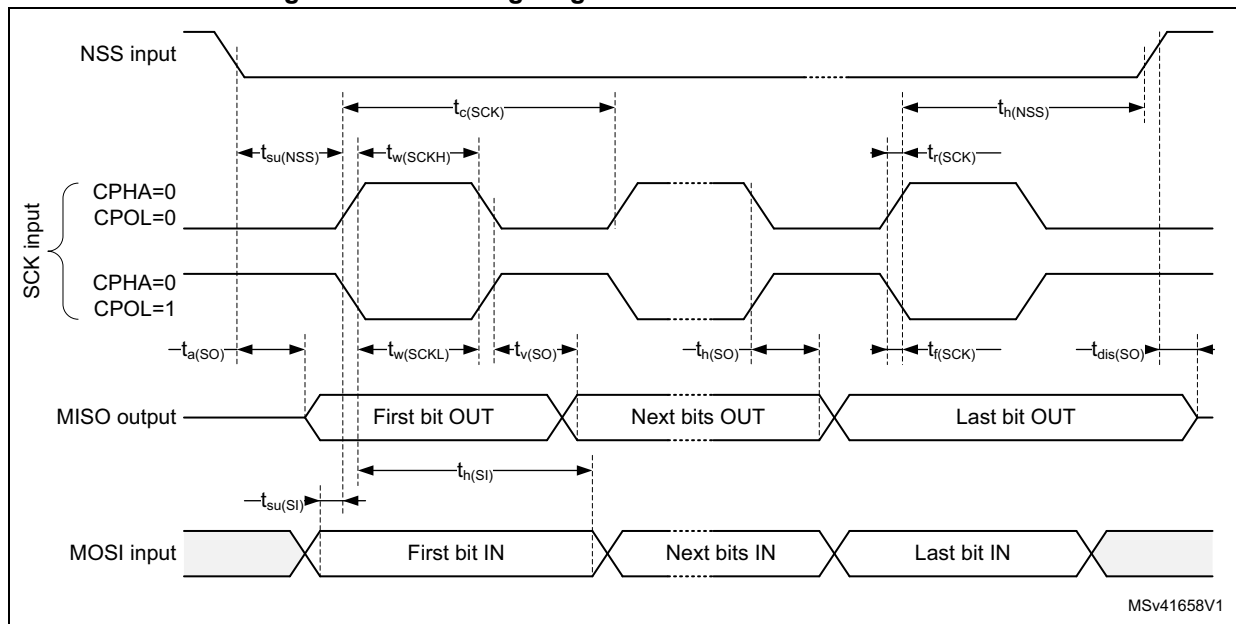 NSS input
tc(SCK)
th(NSS)
tsu(NSS)
tw(SCKH)
tr(SCK)
SCK input
CPHA=0
CPOL=0
CPHA=0
CPOL=1
ta(SO)
tw(SCKL)
tv(SO)
th(SO)
tf(SCK)
tdis(SO)
MISO output
First bit OUT
Next bits OUT
Last bit OUT
th(SI)
tsu(SI)
MOSI input
First bit IN
Next bits IN
Last bit IN
MSv41658V1